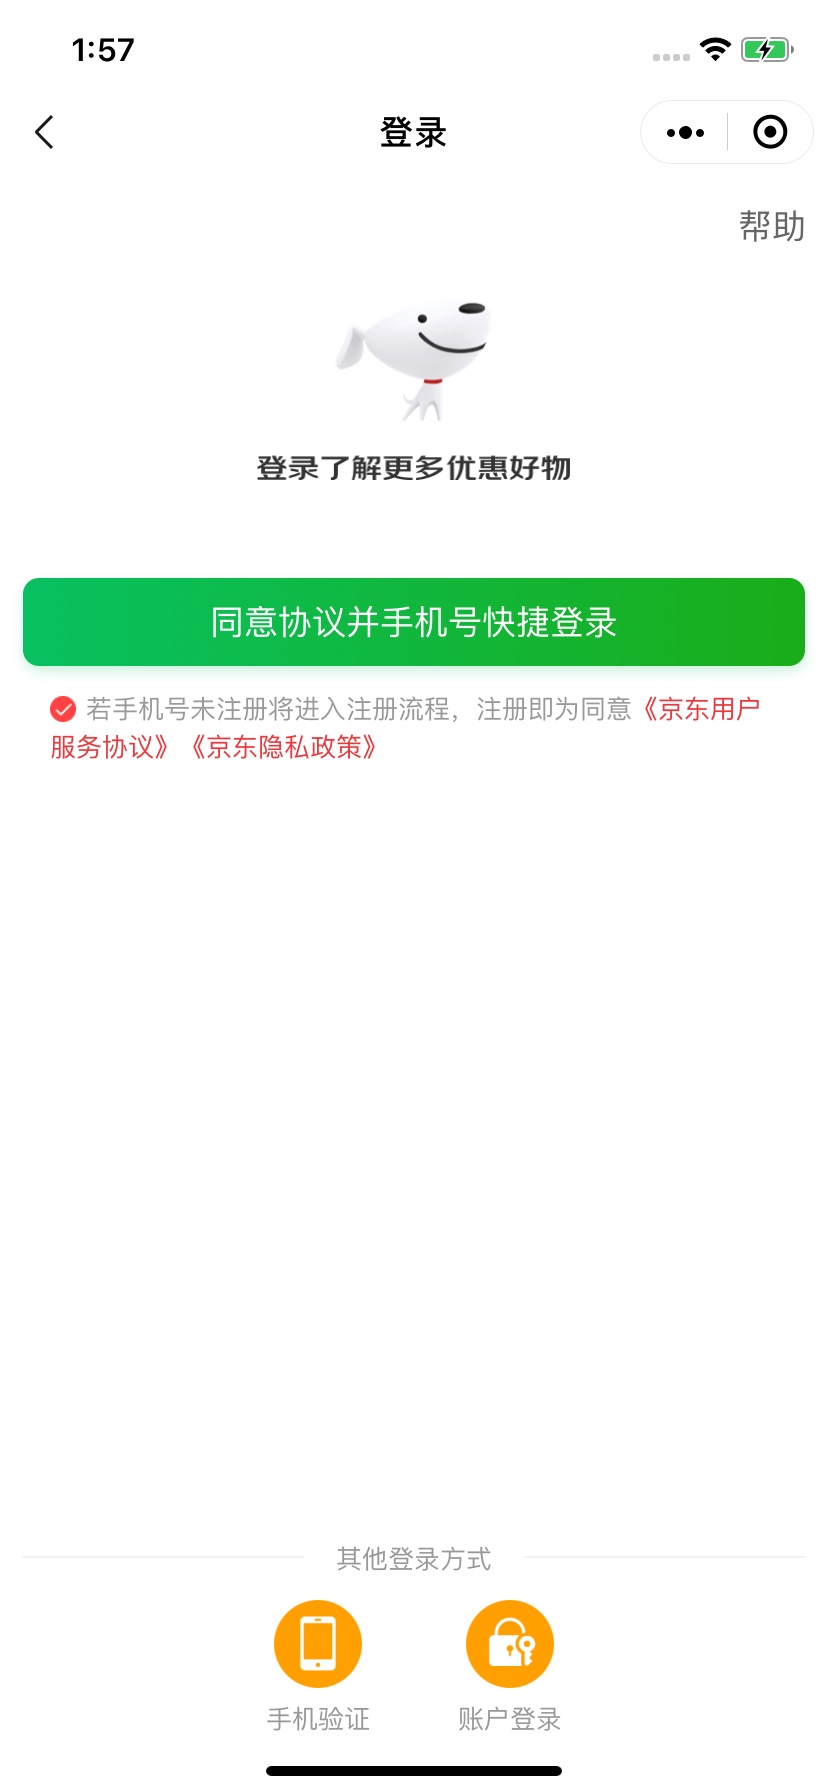 1:57
登录
帮助
登录了解更多优惠好物
同意协议并手机号快捷登录
若手机号未注册将进入注册流程，注册即为同意《京东用户
服务协议》《京东隐私政策》
其他登录方式
手机验证
账户登录